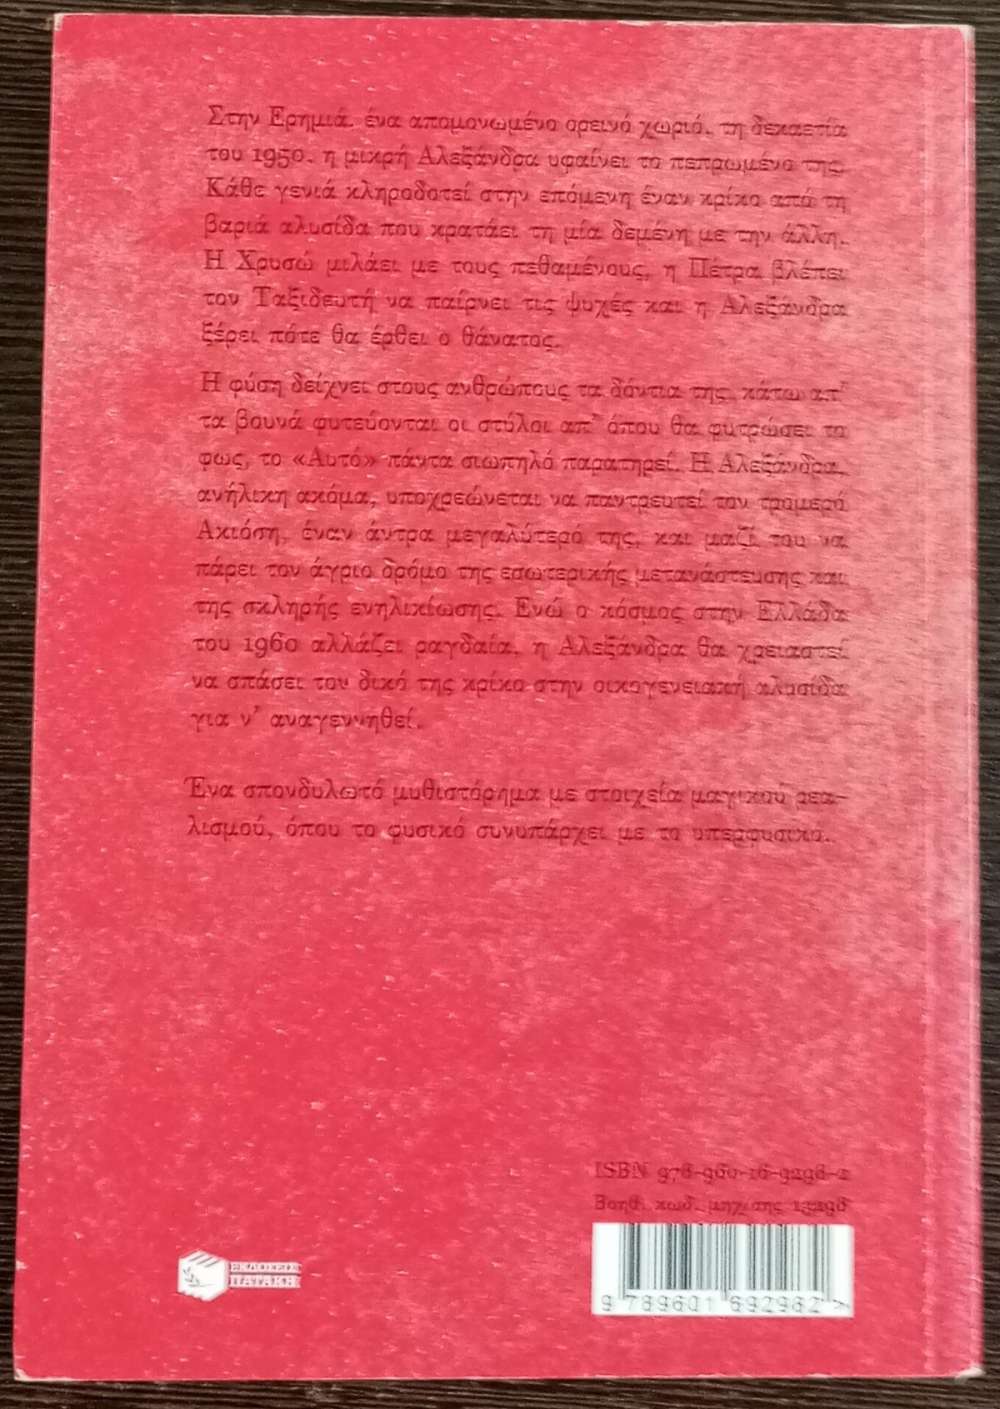 Στην Ερημιά, ένα απομονωμένο ορεινό χωριό, τη δεκαετία
του 1950, η μικρή Αλεξάνδρα υφαίνει το πεπρωμένο της.
Κάθε γενιά κληροδοτεί στην επόμενη έναν κρίκο από τη
βαριά αλυσίδα που κρατάει τη μία δεμένη με την άλλη.
Η Χρυσώ μιλάει με τους πεθαμένους, η Πέτρα βλέπει
τον Ταξιδευτή να παίρνει τις ψυχές και η Αλεξάνδρα
ξέρει πότε θα έρθει ο θάνατος.
Η φύση δείχνει στους ανθρώπους τα δόντια της, κάτω απ’
τα βουνά φυτεύονται οι στύλοι απ’ όπου θα φυτρώσει το
φως, το «Αυτό» πάντα σιωπηλό παρατηρεί. Η Αλεξάνδρα,
ανήλικη ακόμα, υποχρεώνεται να παντρευτεί τον τρομερό
Ακιόση, έναν άντρα μεγαλύτερό της, και μαζί του να
πάρει τον άγριο δρόμο της εσωτερικής μετανάστευσης και
της σκληρής ενηλικίωσης. Ενώ ο κόσμος στην Ελλάδα
του 1960 αλλάζει ραγδαία, η Αλεξάνδρα θα χρειαστεί
να σπάσει τον δικό της κρίκο στην οικογενειακή αλυσίδα
για ν’ αναγεννηθεί.
Ένα σπονδυλωτό μυθιστόρημα με στοιχεία μαγικού ρεα-
λισμού, όπου το φυσικό συνυπάρχει με το υπερφυσικό.
ISBN 978-960-16-9298-2
Βοηθ. κωδ. μηχ/σης 13298
9 789601 692982 >
ΕΚΔΟΣΕΙΣ
ΠΑΤΑΚΗ